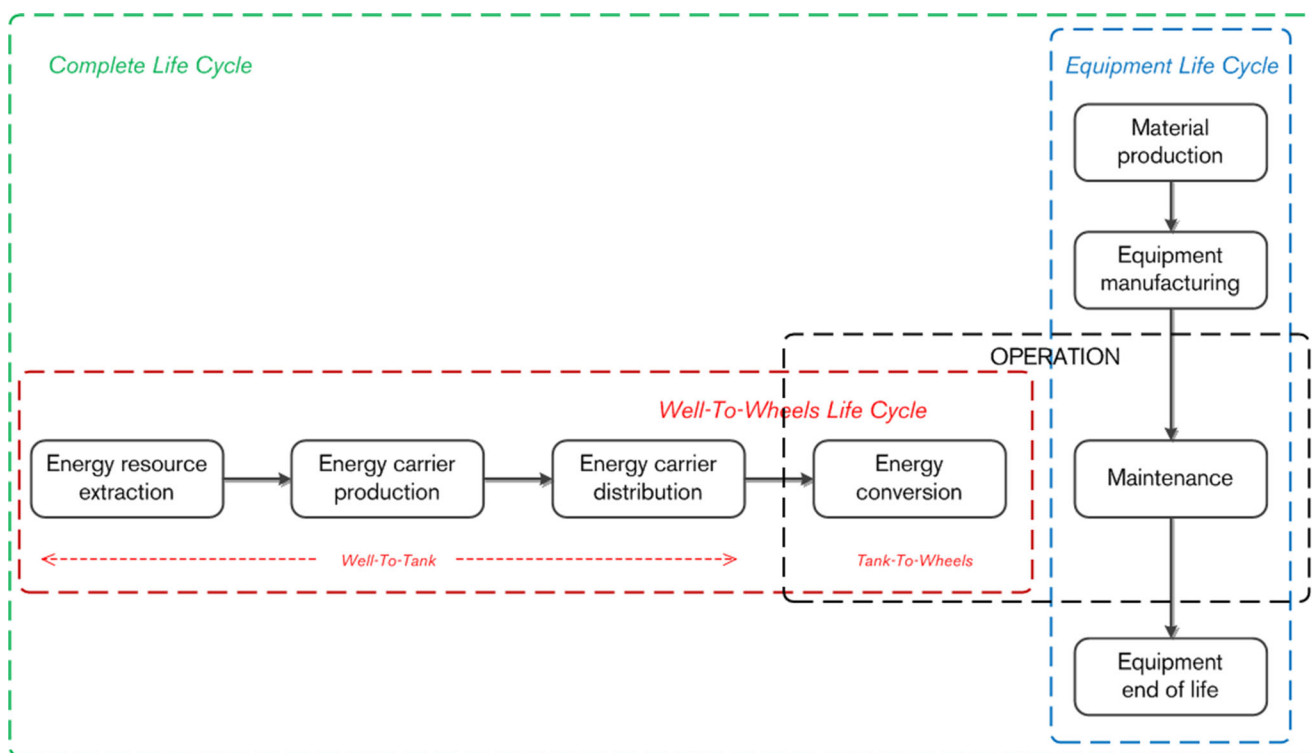 Complete Life Cycle
Equipment Life Cycle
Material
production
Equipment
manufacturing
OPERATION
Well-To-Wheels Life Cycle
Energy resource
extraction
Energy carrier
production
Energy carrier
distribution
Energy
conversion
Maintenance
Well-To-Tank
Tank-To-Wheels
Equipment
end of life